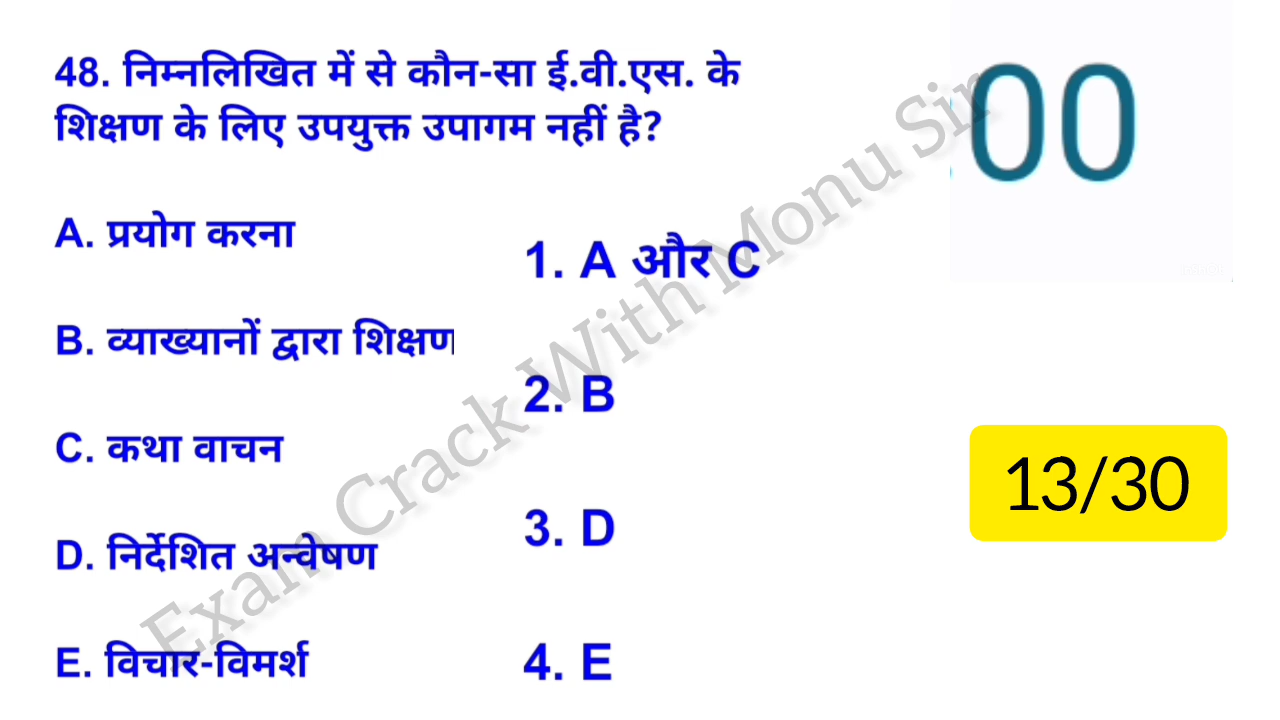 48. निम्नलिखित में से कौन-सा ई.वी.एस. के
शिक्षण के लिए उपयुक्त उपागम नहीं है?
A. प्रयोग करना
B. व्याख्यानों द्वारा शिक्षण
C. कथा वाचन
D. निर्देशित अन्वेषण
E. विचार-विमर्श
1. A और C
2. B
3. D
4. E
00
13/30
Exam Crack With Monu Sir